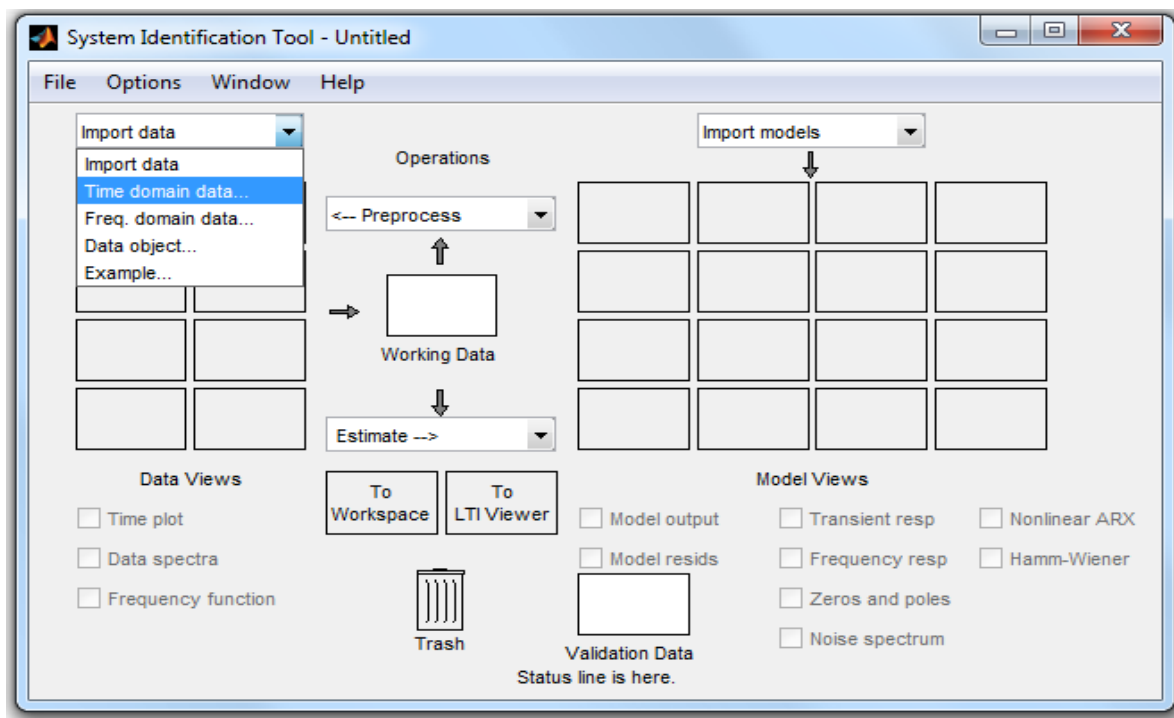 System Identification Tool - Untitled
File Options Window Help
Import data
Import data
Time domain data...
Freq. domain data...
Data object...
Example...
Operations
<-- Preprocess
Working Data
Estimate -->
To
Workspace
To
LTI Viewer
Trash
Import models
Data Views
Time plot
Data spectra
Frequency function
Model Views
Model output
Model resids
Transient resp
Frequency resp
Zeros and poles
Noise spectrum
Nonlinear ARX
Hamm-Wiener
Validation Data
Status line is here.